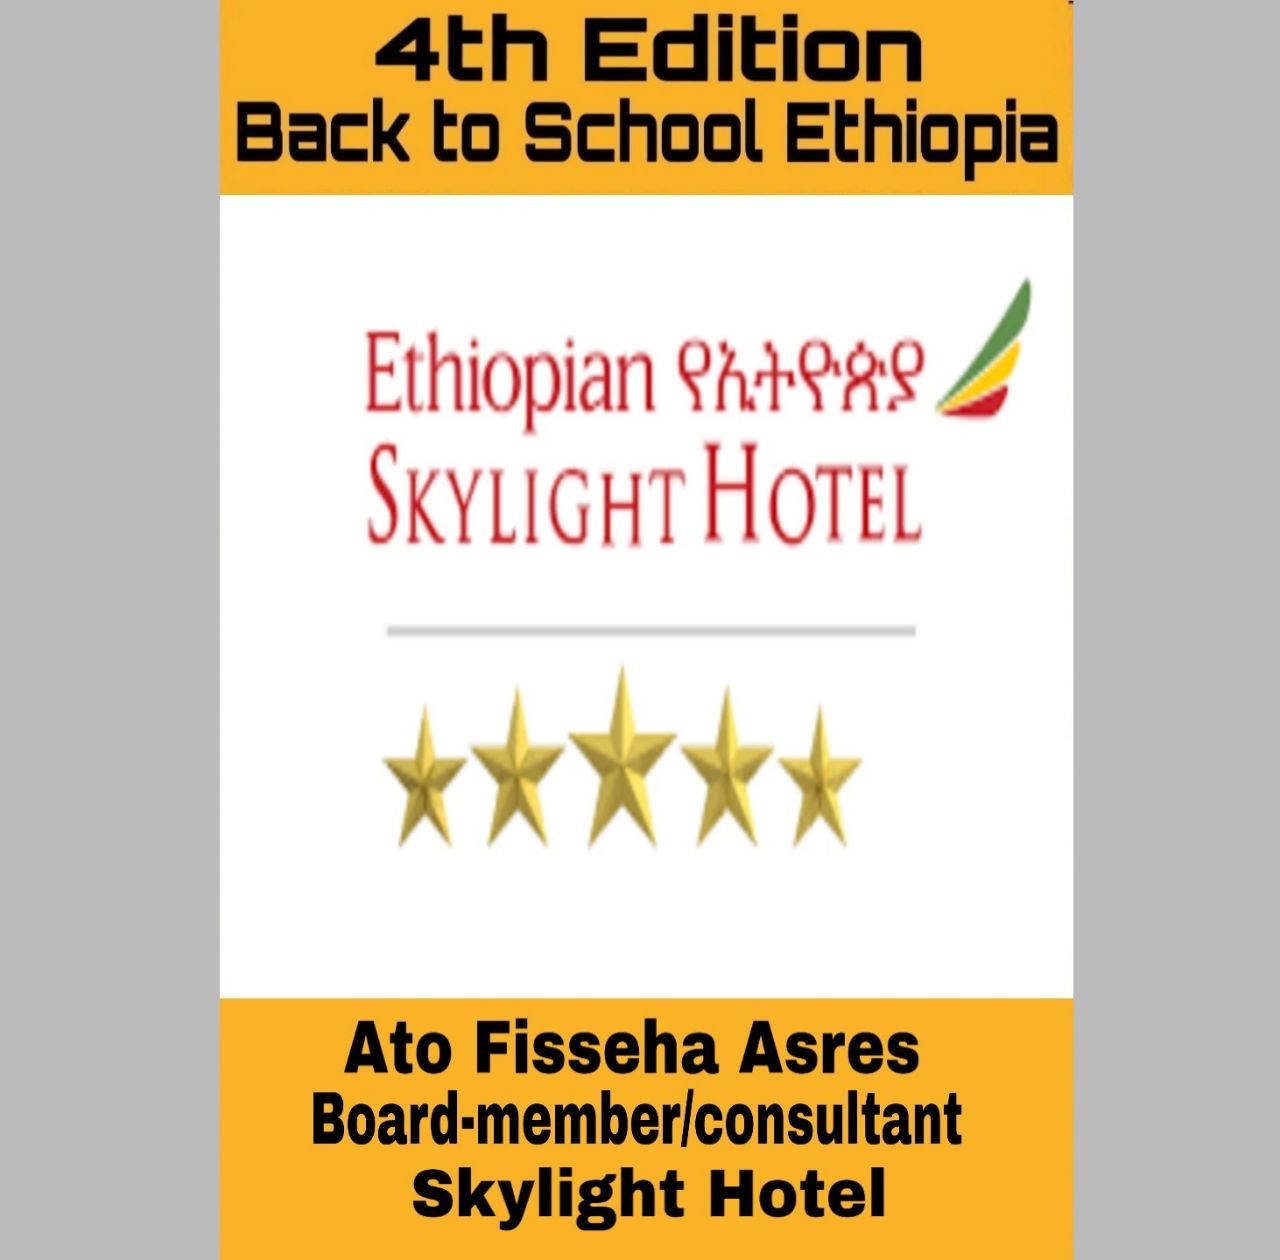 4th Edition
Back to School Ethiopia
Ethiopian የኢትዮጵያ
SKYLIGHT HOTEL
Ato Fisseha Asres
Board-member/consultant
Skylight Hotel